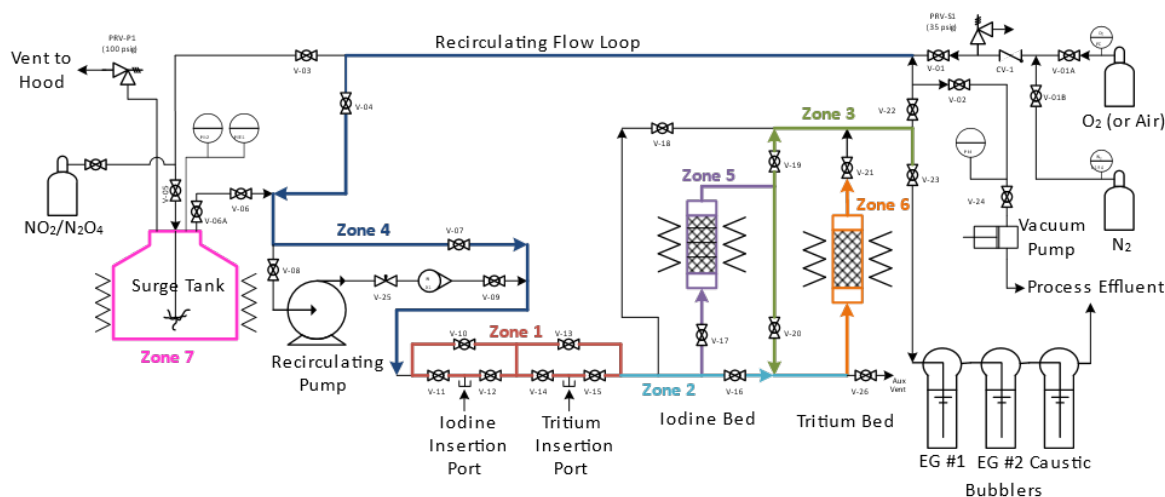 PRV-P1
(100 psig)
Vent to
Hood
V-03
Recirculating Flow Loop
PRV-S1
(35 psig)
V-01
CV-1
V-01A
V-01B
O2 (or Air)
V-04
V-22
V-02
Zone 3
V-18
V-19
V-21
V-23
V-24
Vacuum
Pump
N2
Process Effluent
NO2/N2O4
V-05
V-06
V-06A
Zone 5
Zone 6
Zone 4
V-07
V-08
V-25
V-09
Surge Tank
Zone 7
Recirculating
Pump
V-10
Zone 1
V-13
V-11
V-12
V-14
V-15
Zone 2
V-17
V-20
V-16
V-26
Aux
Vent
Iodine
Insertion
Port
Tritium
Insertion
Port
Iodine Bed
Tritium Bed
EG #1
EG #2
Caustic
Bubblers